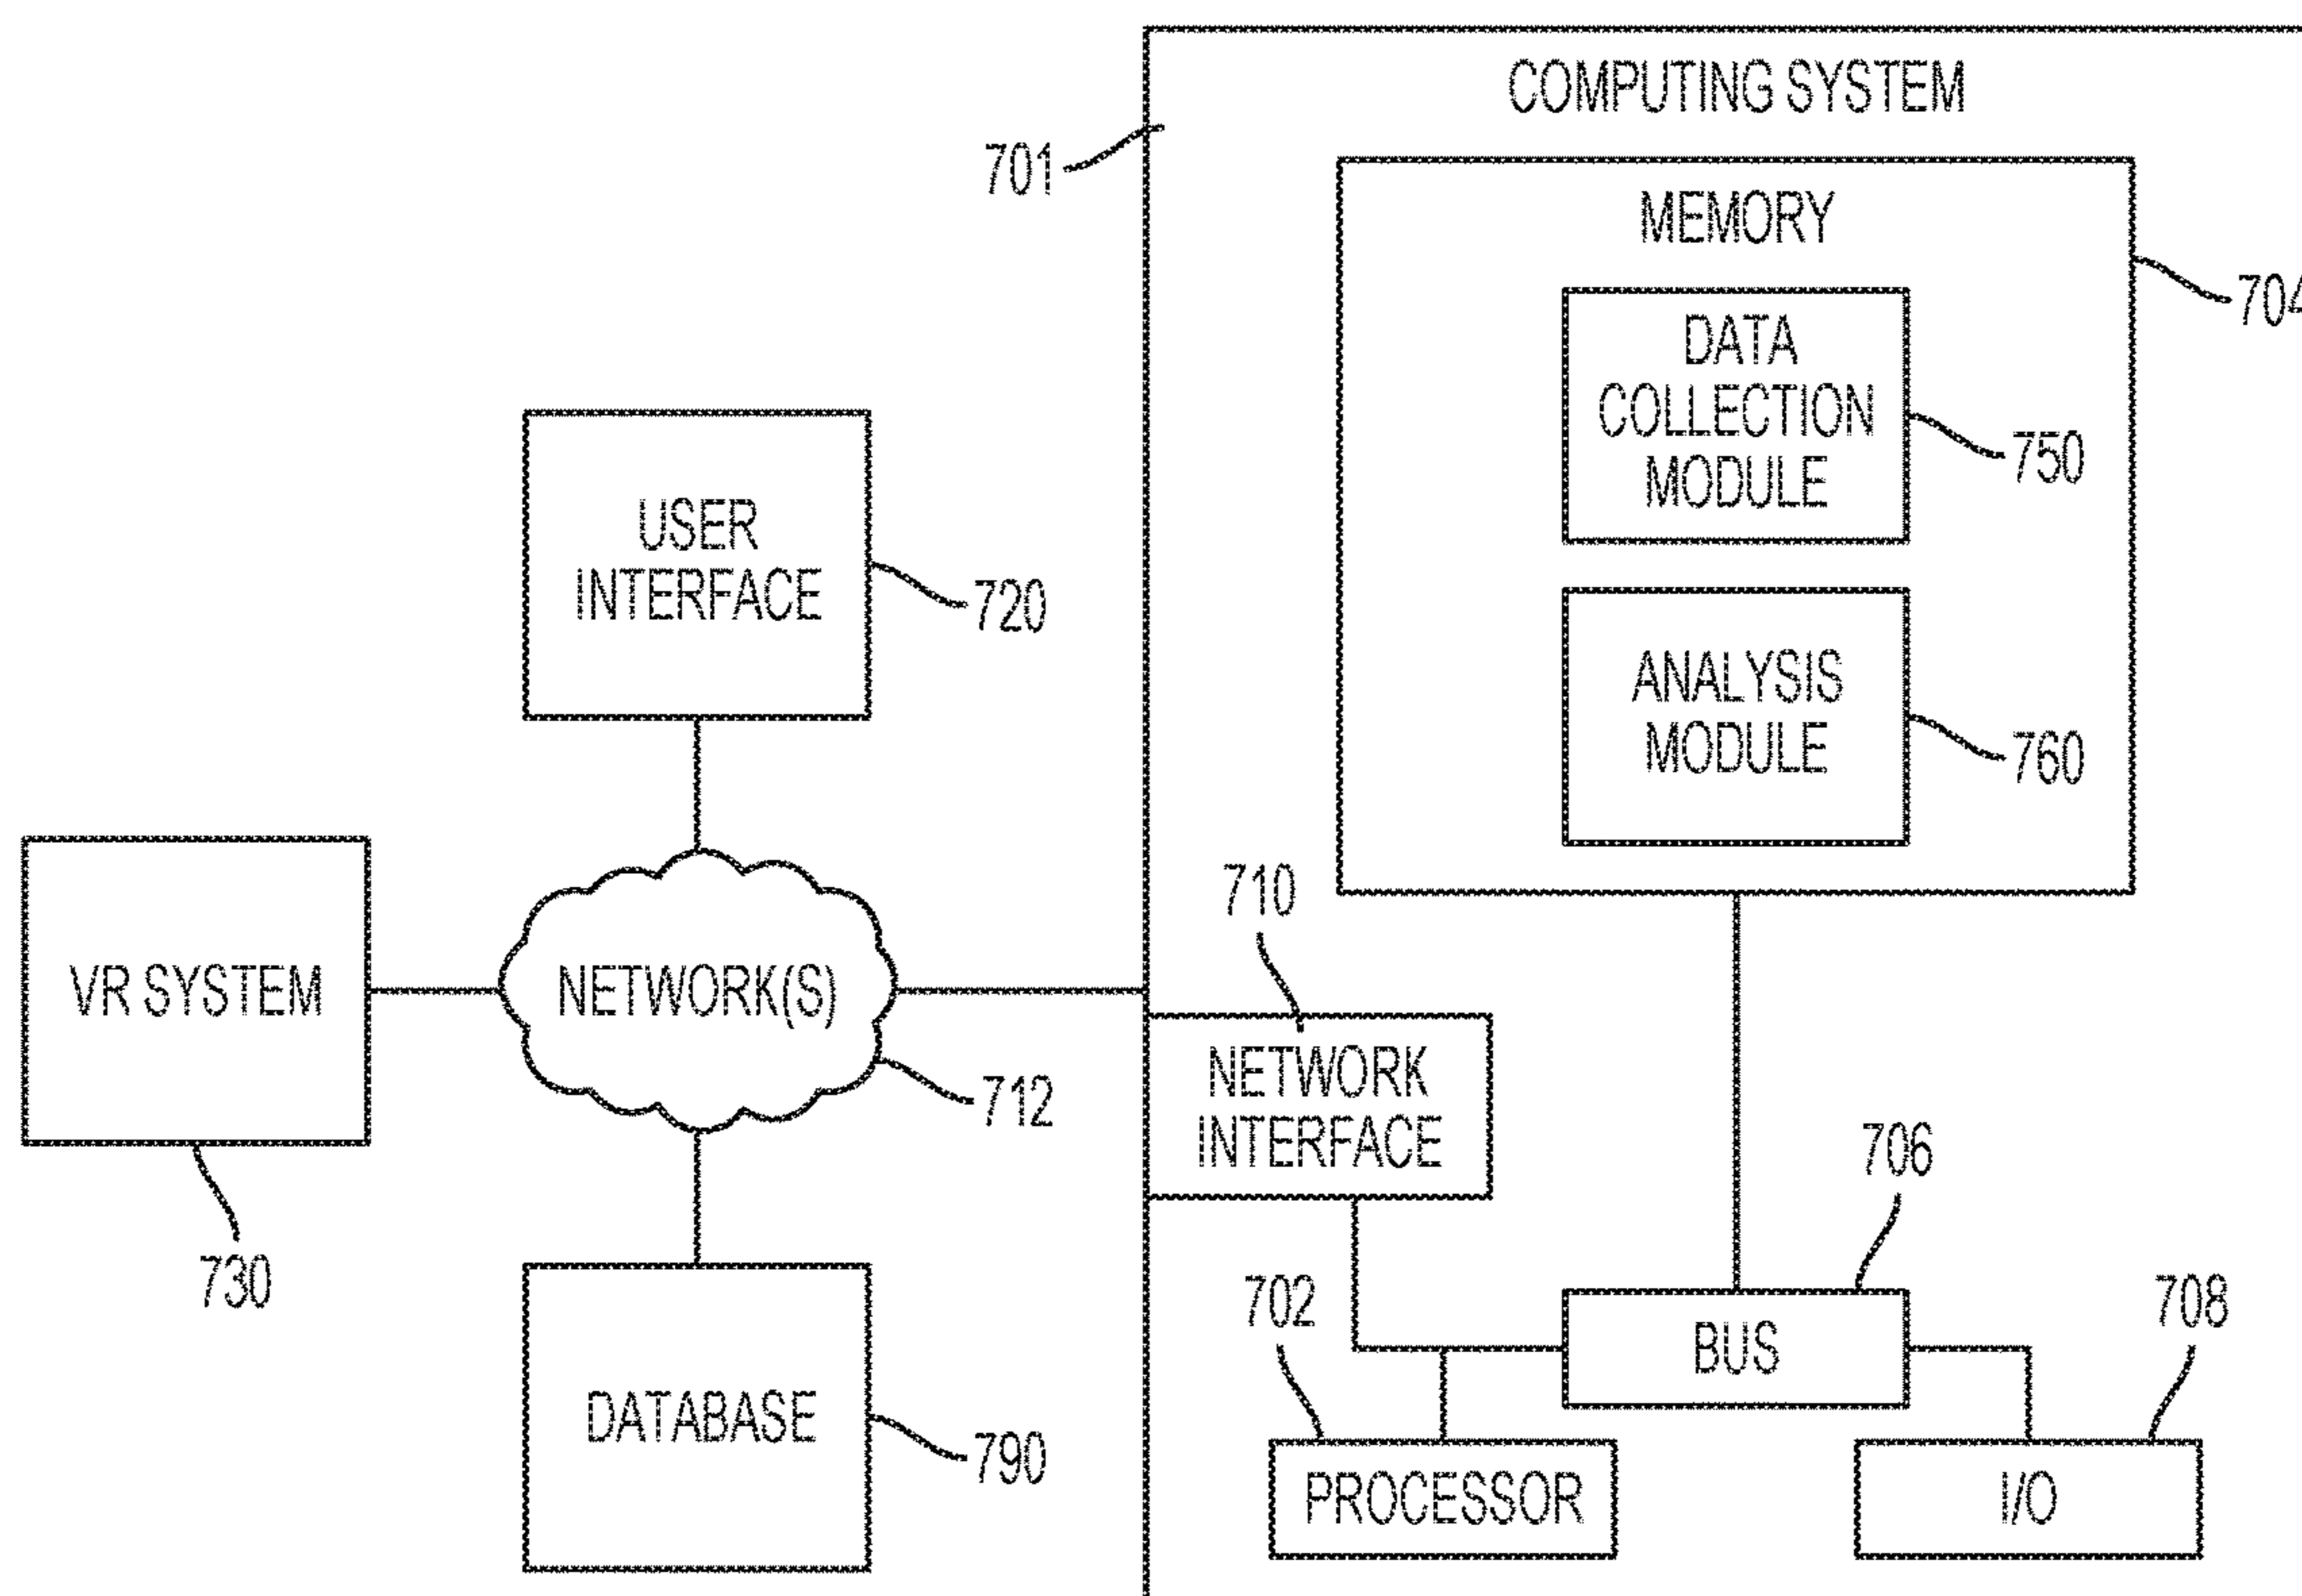 COMPUTING SYSTEM
701
MEMORY
704
DATA
COLLECTION
MODULE
750
USER
INTERFACE
720
ANALYSIS
MODULE
760
710
VR SYSTEM
NETWORK(S)
712
NETWORK
INTERFACE
706
730
702
708
BUS
DATABASE
790
PROCESSOR
I/O